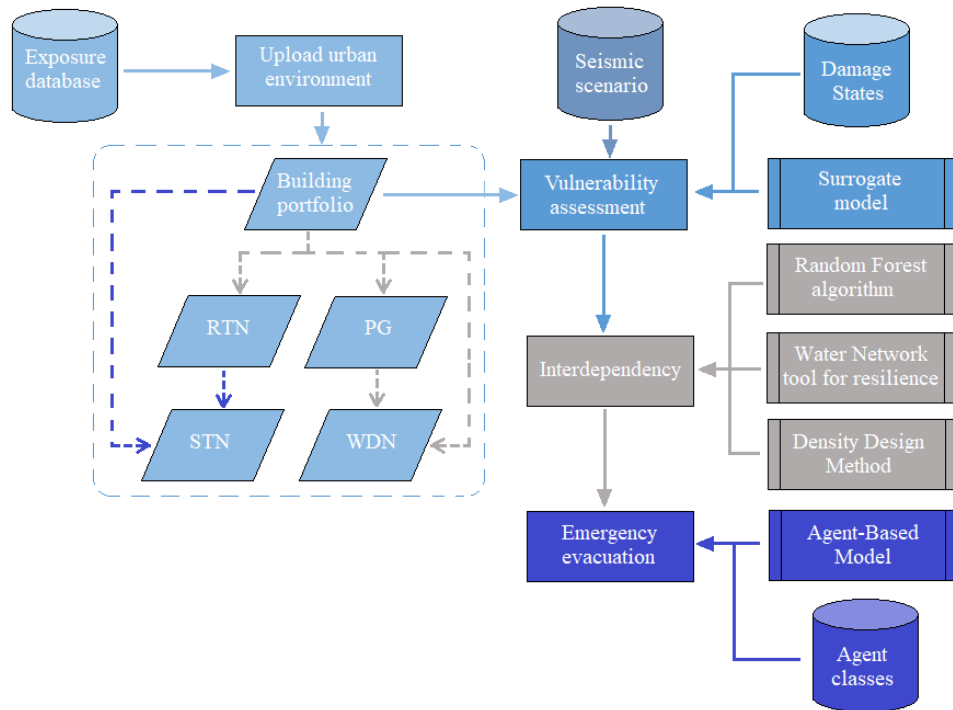 Exposure
database
Upload urban
environment
Seismic
scenario
Damage
States
Building
portfolio
Vulnerability
assessment
Surrogate
model
RTN
PG
Random Forest
algorithm
Interdependency
Water Network
tool for resilience
STN
WDN
Density Design
Method
Emergency
evacuation
Agent-Based
Model
Agent
classes